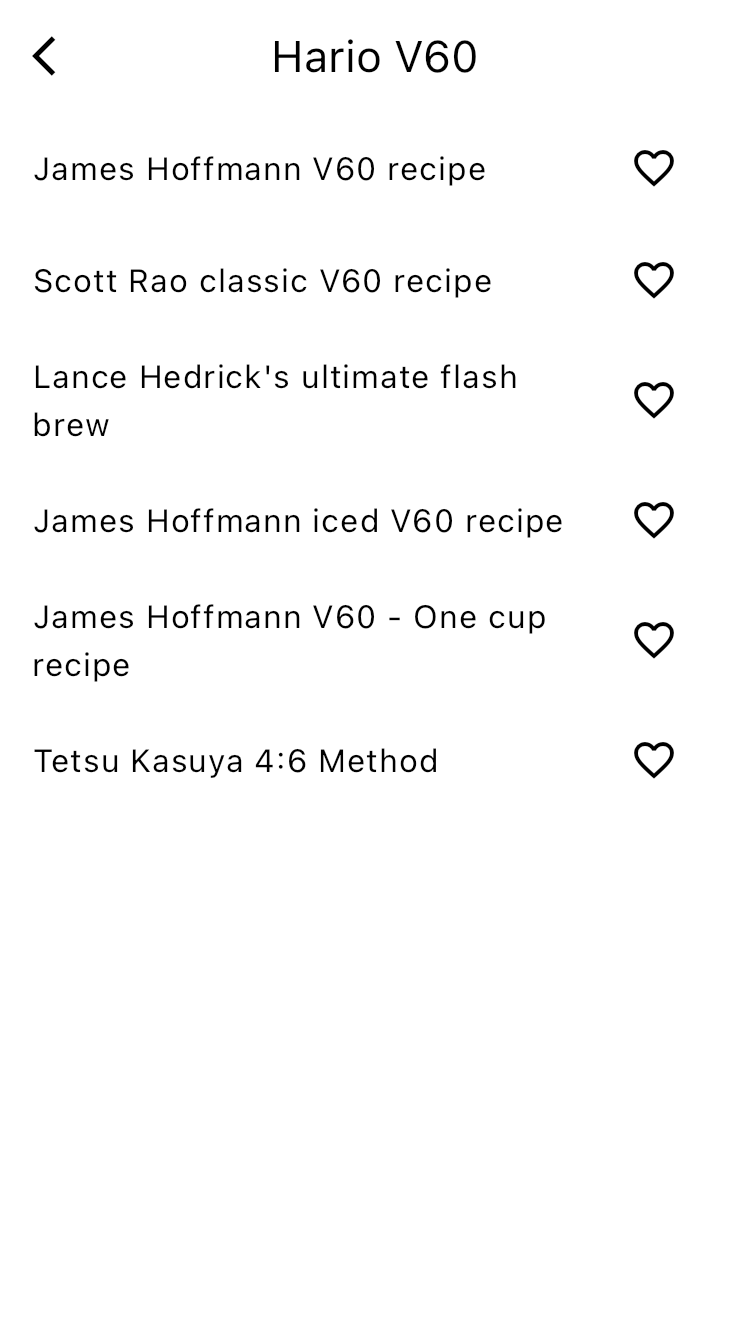 Hario V60
James Hoffmann V60 recipe
Scott Rao classic V60 recipe
Lance Hedrick's ultimate flash
brew
James Hoffmann iced V60 recipe
James Hoffmann V60 - One cup
recipe
Tetsu Kasuya 4:6 Method